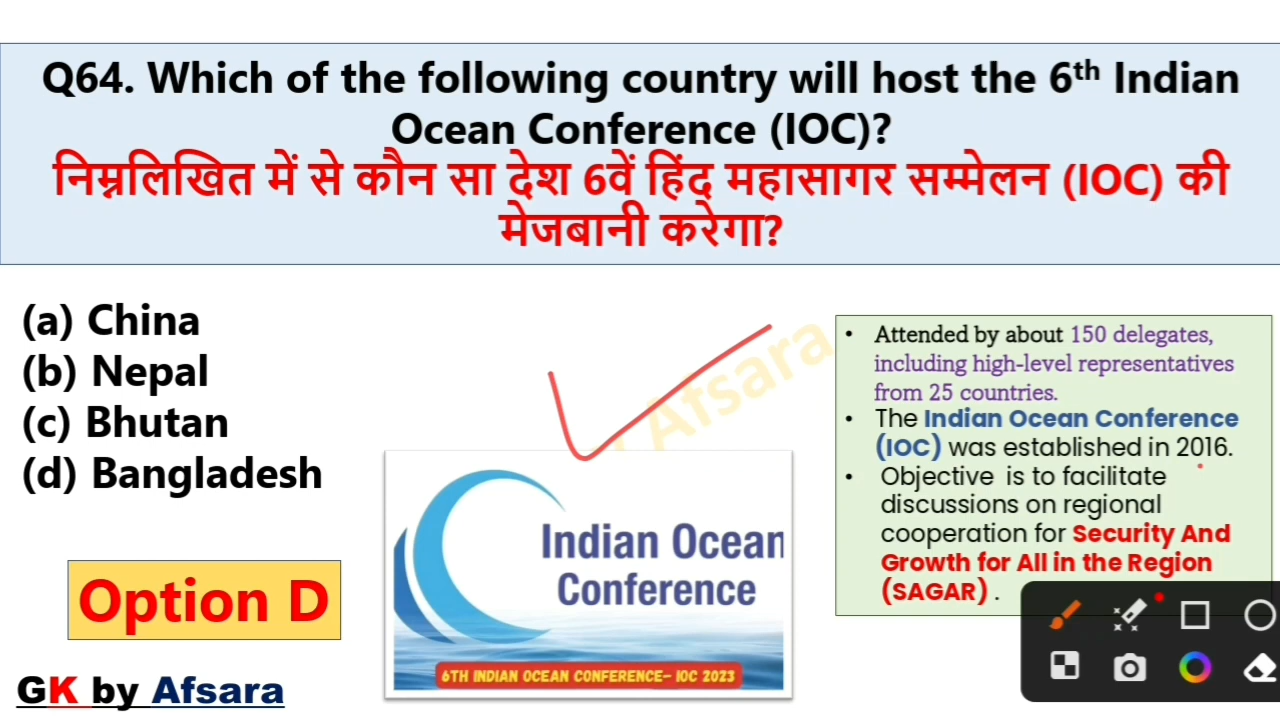 Q64. Which of the following country will host the 6th Indian
Ocean Conference (IOC)?
निम्नलिखित में से कौन सा देश 6वें हिंद महासागर सम्मेलन (IOC) की
मेजबानी करेगा?
(a) China
(b) Nepal
(c) Bhutan
(d) Bangladesh
Option D
GK by Afsara
Afsara
Indian Ocean
Conference
6TH INDIAN OCEAN CONFERENCE– IOC 2023
• Attended by about 150 delegates,
including high-level representatives
from 25 countries.
• The Indian Ocean Conference
(IOC) was established in 2016.
• Objective is to facilitate
discussions on regional
cooperation for Security And
Growth for All in the Region
(SAGAR) .